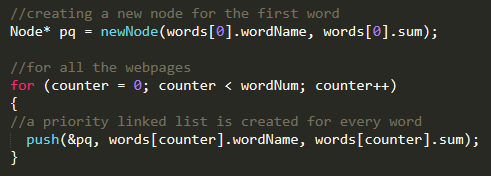 //creating a new node for the first word
Node* pq = newNode(words[0].wordName, words[0].sum);
//for all the webpages
for (counter = 0; counter < wordNum; counter++)
{
//a priority linked list is created for every word
push(&pq, words[counter].wordName, words[counter].sum);
}